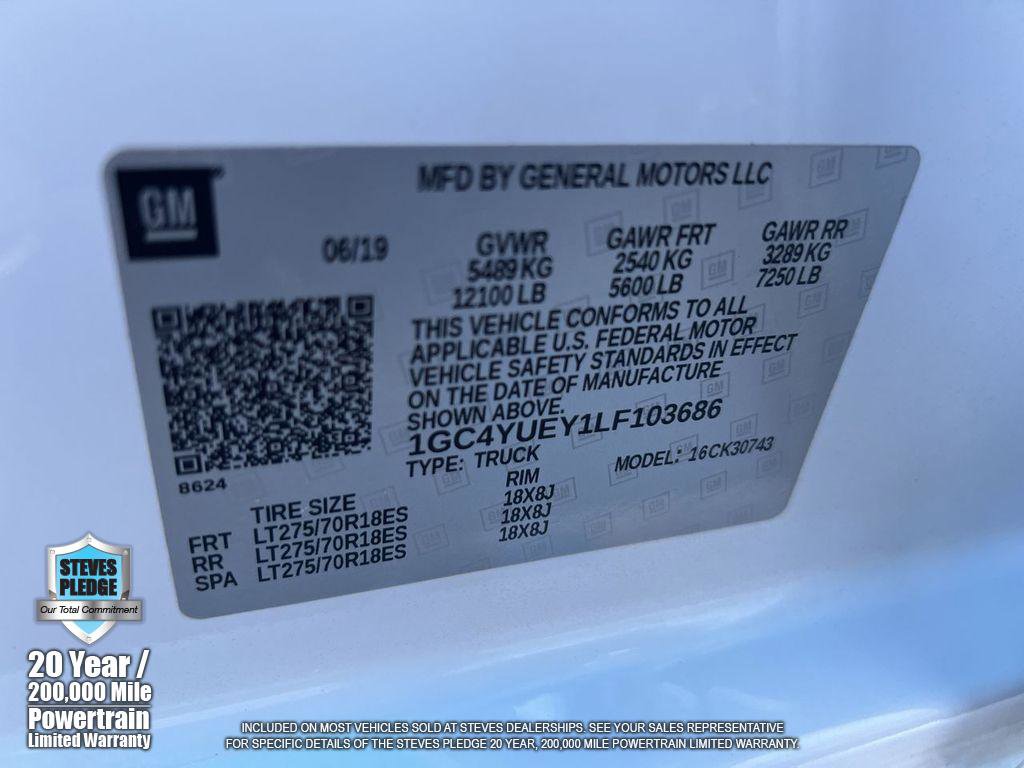 GM
MFD BY GENERAL MOTORS LLC
06/19
GVWR
5489 KG
12100 LB
GAWR FRT
2540 KG
5600 LB
GAWR RR
3289 KG
7250 LB
THIS VEHICLE CONFORMS TO ALL
APPLICABLE U.S. FEDERAL MOTOR
VEHICLE SAFETY STANDARDS IN EFFECT
ON THE DATE OF MANUFACTURE
SHOWN ABOVE.
1GC4YUEY1LF103686
TYPE: TRUCK
MODEL: 16CK30743
8624
TIRE SIZE RIM
FRT LT275/70R18ES 18X8J
RR LT275/70R18ES 18X8J
SPA LT275/70R18ES 18X8J
STEVES
PLEDGE
Our Total Commitment
20 Year /
200,000 Mile
Powertrain
Limited Warranty
INCLUDED ON MOST VEHICLES SOLD AT STEVES DEALERSHIPS. SEE YOUR SALES REPRESENTATIVE
FOR SPECIFIC DETAILS OF THE STEVES PLEDGE 20 YEAR, 200,000 MILE POWERTRAIN LIMITED WARRANTY.